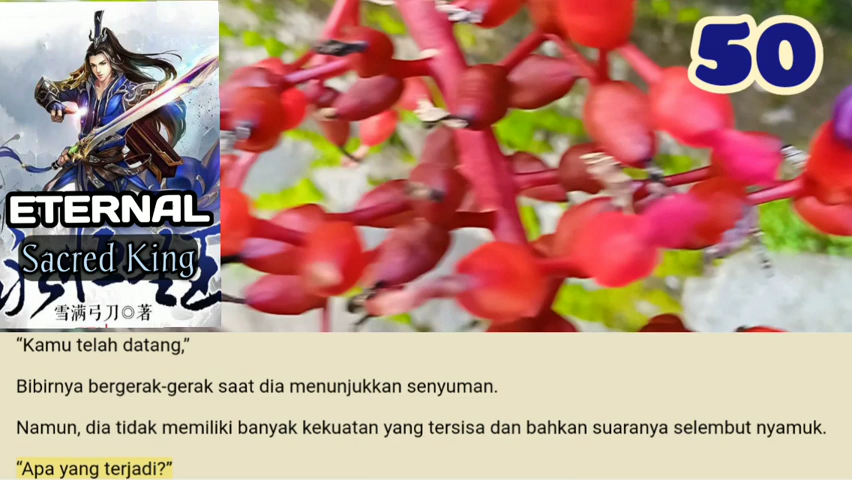 50
ETERNAL
Sacred King
雪满弓刀◎著
“Kamu telah datang,”
Bibirnya bergerak-gerak saat dia menunjukkan senyuman.
Namun, dia tidak memiliki banyak kekuatan yang tersisa dan bahkan suaranya selembut nyamuk.
“Apa yang terjadi?”